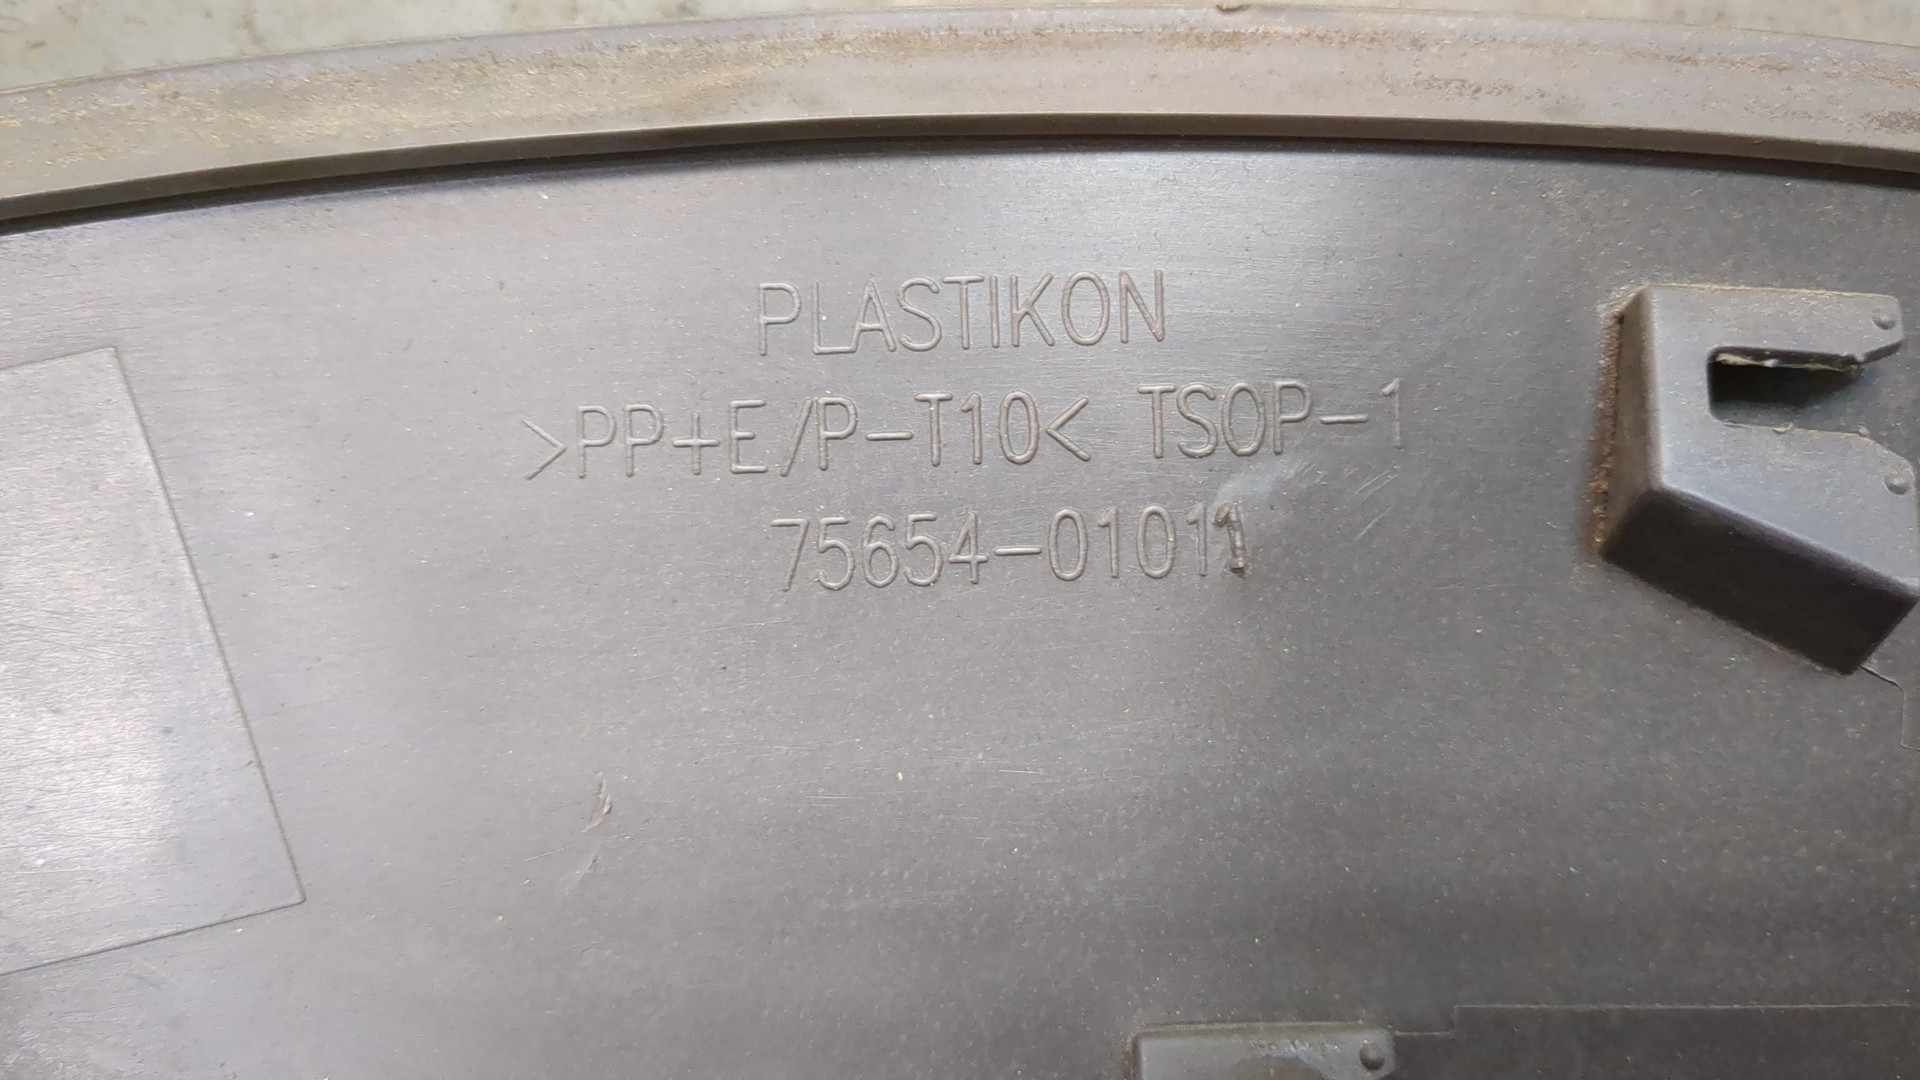 PLASTIKON
>PP+E/P-T10< TSOP-1
75654-01011